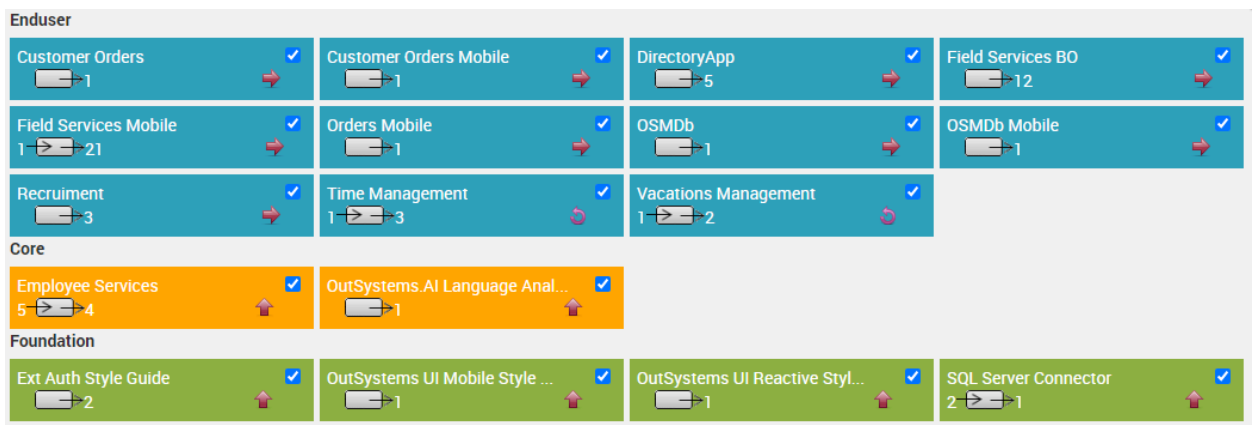 Enduser
Customer Orders
1
Customer Orders Mobile
1
DirectoryApp
5
Field Services BO
12
Field Services Mobile
1 21
Orders Mobile
1
OSMDb
1
OSMDb Mobile
1
Recruiment
3
Time Management
1 3
Vacations Management
1 2
Core
Employee Services
5 4
OutSystems.AI Language Anal...
1
Foundation
Ext Auth Style Guide
2
OutSystems UI Mobile Style ...
1
OutSystems UI Reactive Styl...
1
SQL Server Connector
2 1